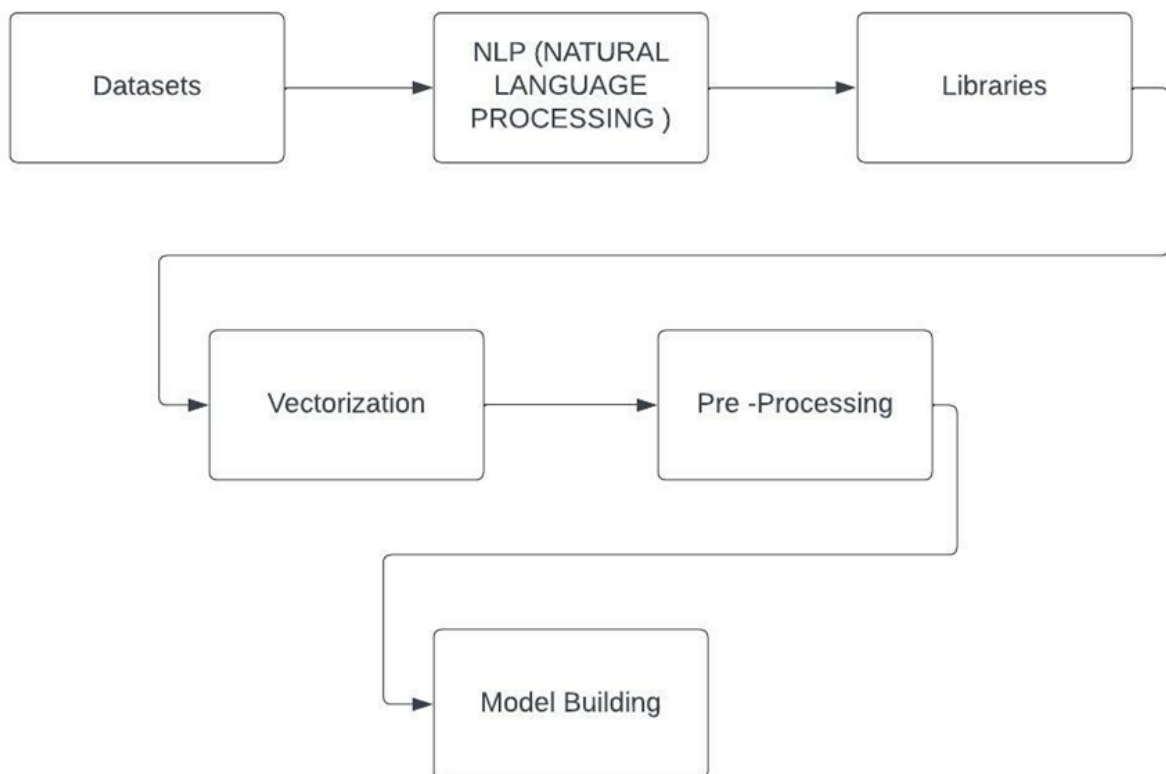 Datasets
NLP (NATURAL
LANGUAGE
PROCESSING )
Libraries
Vectorization
Pre -Processing
Model Building